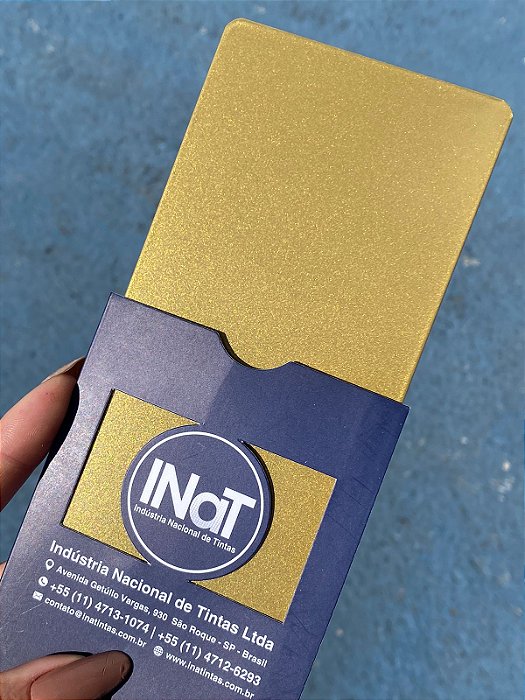 INaT
Indústria Nacional de Tintas
Indústria Nacional de Tintas Ltda
Avenida Getúlio Vargas, 930 São Roque - SP - Brasil
+55 (11) 4713-1074 | +55 (11) 4712-6293
contato@inatintas.com.br www.inatintas.com.br